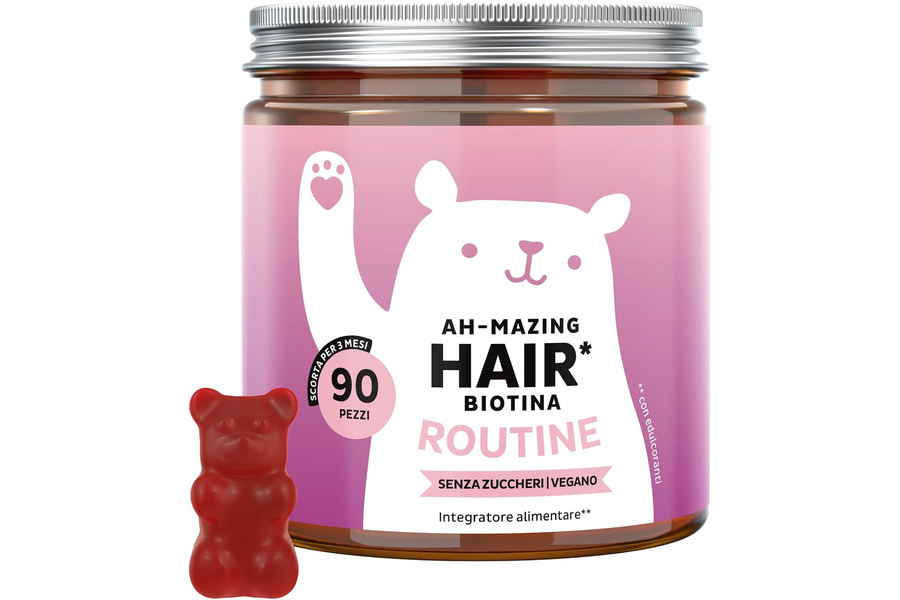 AH-MAZING
HAIR*
BIOTINA
ROUTINE
SENZA ZUCCHERI | VEGANO
Integratore alimentare**
SCORTA PER 3 MESI
90
PEZZI
** con edulcoranti